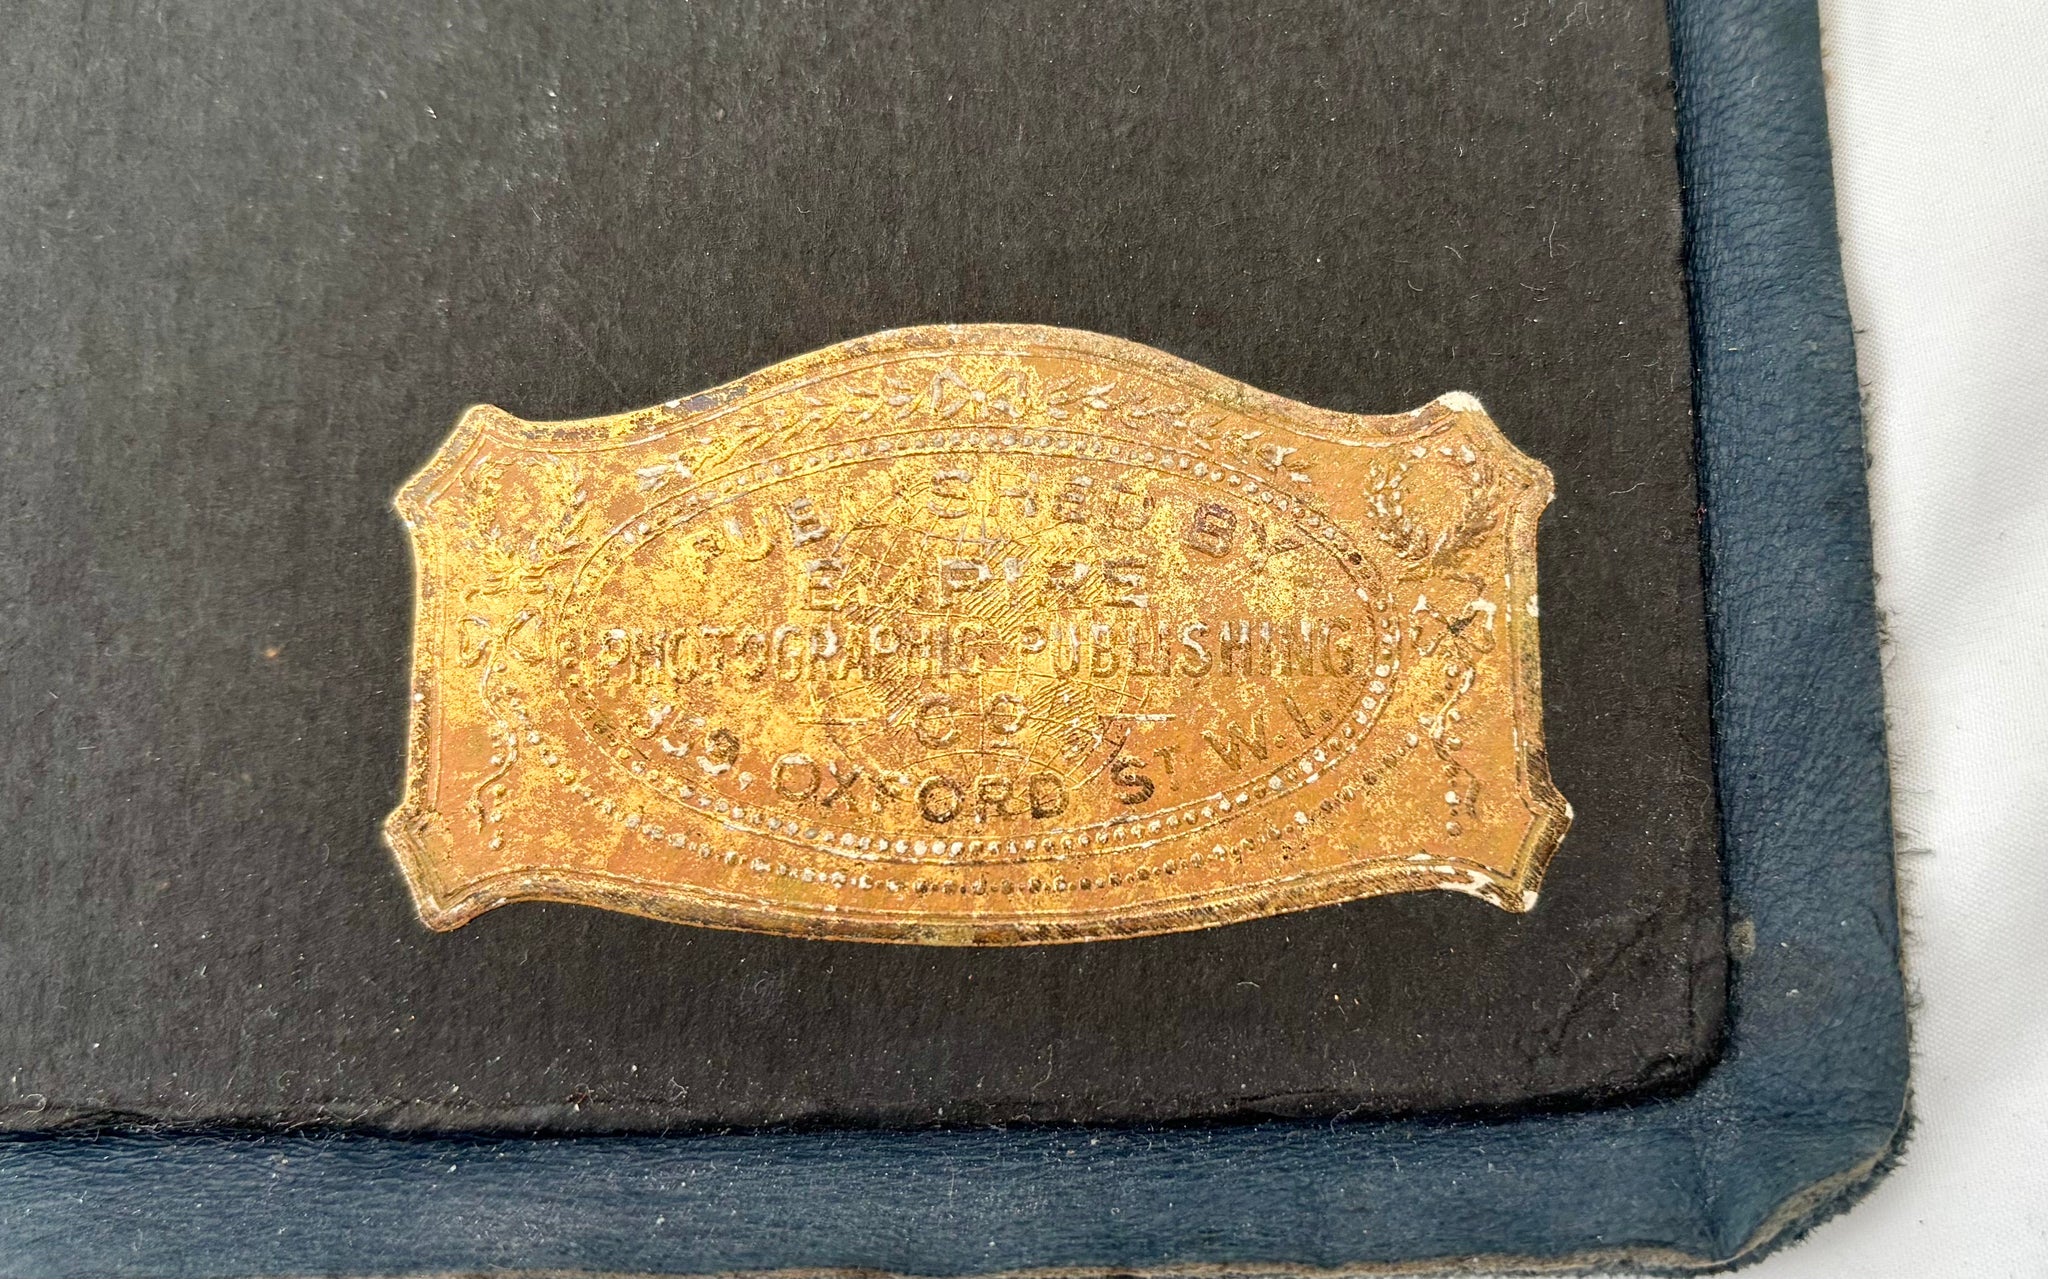 PUBLISHED BY
EMPIRE
PHOTOGRAPHIC PUBLISHING
CO.
OXFORD ST W.1.